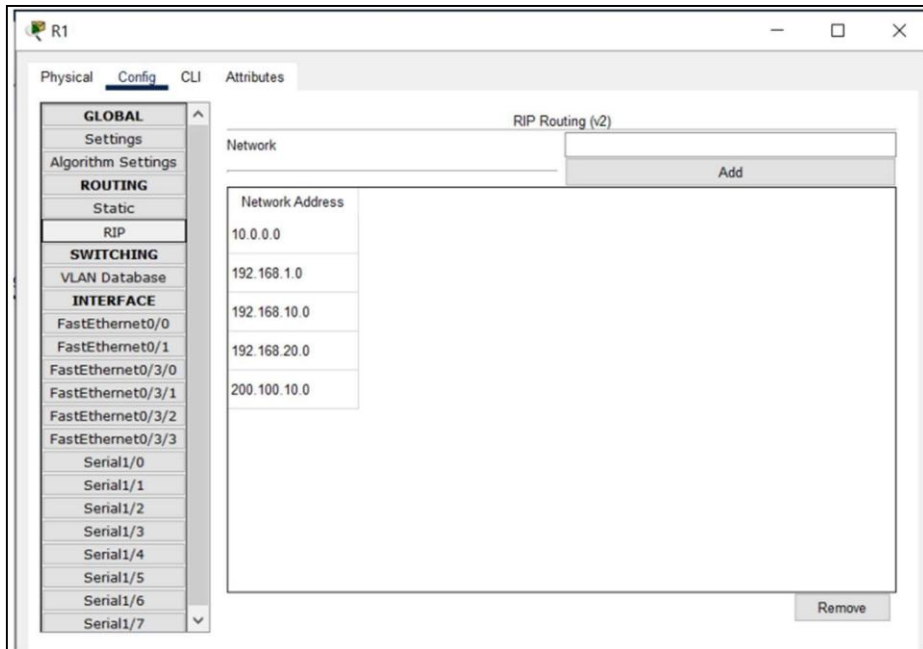 R1
Physical Config CLI Attributes
GLOBAL
Settings
Algorithm Settings
ROUTING
Static
RIP
SWITCHING
VLAN Database
INTERFACE
FastEthernet0/0
FastEthernet0/1
FastEthernet0/3/0
FastEthernet0/3/1
FastEthernet0/3/2
FastEthernet0/3/3
Serial1/0
Serial1/1
Serial1/2
Serial1/3
Serial1/4
Serial1/5
Serial1/6
Serial1/7
RIP Routing (v2)
Network
Add
Network Address
10.0.0.0
192.168.1.0
192.168.10.0
192.168.20.0
200.100.10.0
Remove